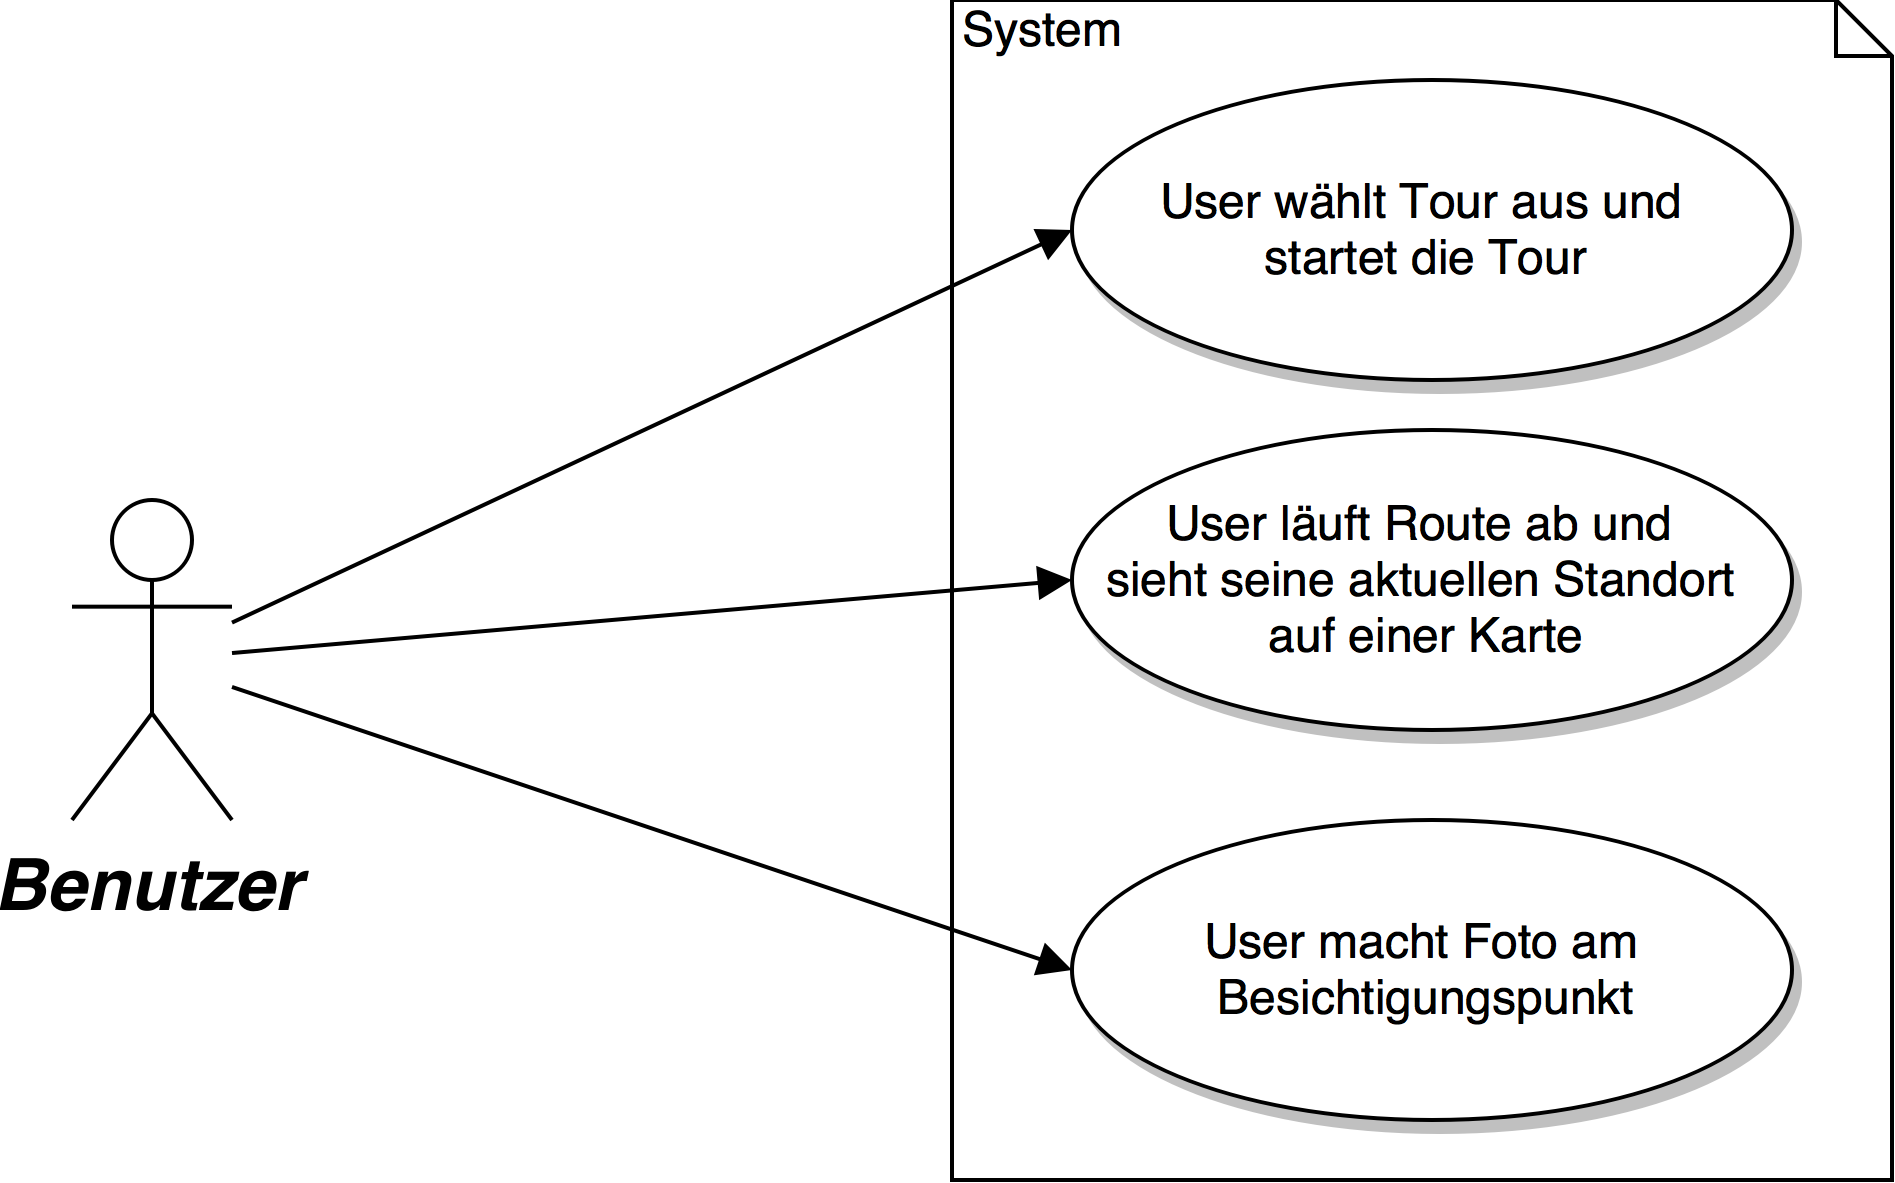 System
User wählt Tour aus und
startet die Tour
User läuft Route ab und
sieht seine aktuellen Standort
auf einer Karte
Benutzer
User macht Foto am
Besichtigungspunkt